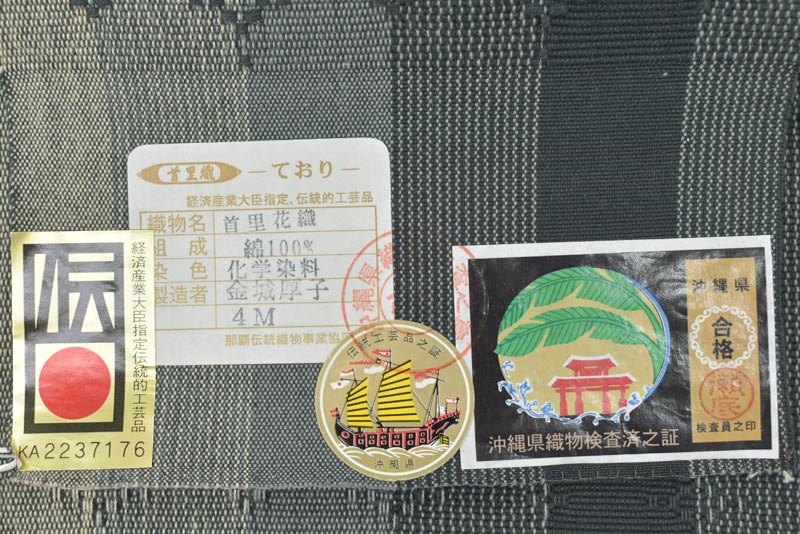 首里織
ーておりー
経済産業大臣指定、伝統的工芸品
織物名 首里花織
組成 綿100%
染色 化学染料
製造者 金城厚子
4M
那覇伝統織物事業協
伝
経済産業大臣指定伝統的工芸品
KA2237176
沖縄県
伝統工芸品之証
沖縄県
沖縄県
合格
検査員之印
沖縄県織物検査済之証